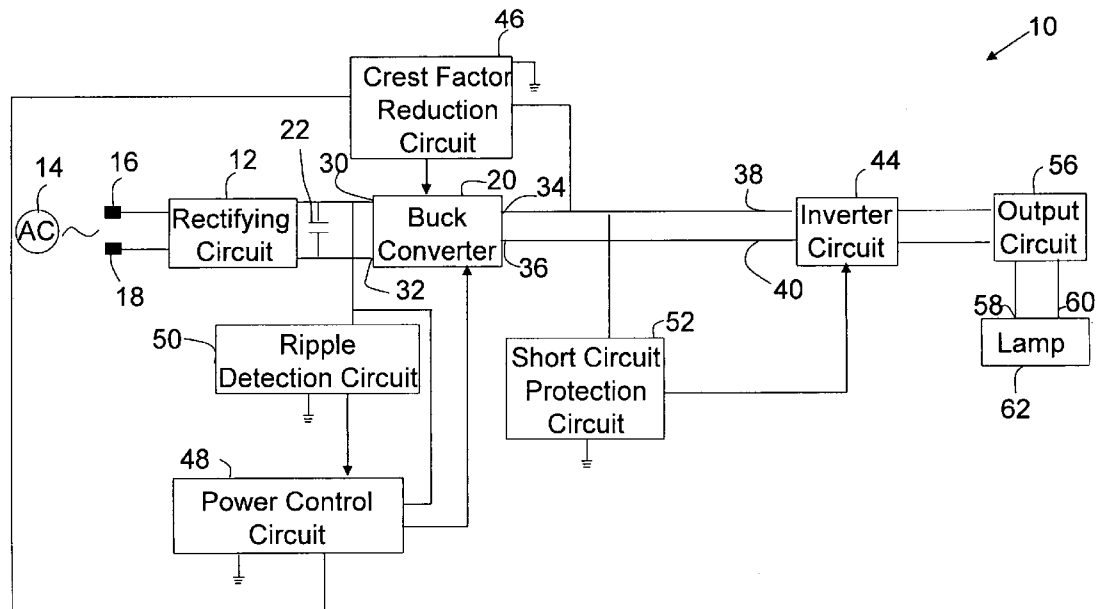 10
46
Crest Factor
Reduction
Circuit
14
AC
16
18
12
Rectifying
Circuit
22
30
32
20
Buck
Converter
34
36
38
40
44
Inverter
Circuit
56
Output
Circuit
58
60
Lamp
62
50
Ripple
Detection Circuit
52
Short Circuit
Protection
Circuit
48
Power Control
Circuit